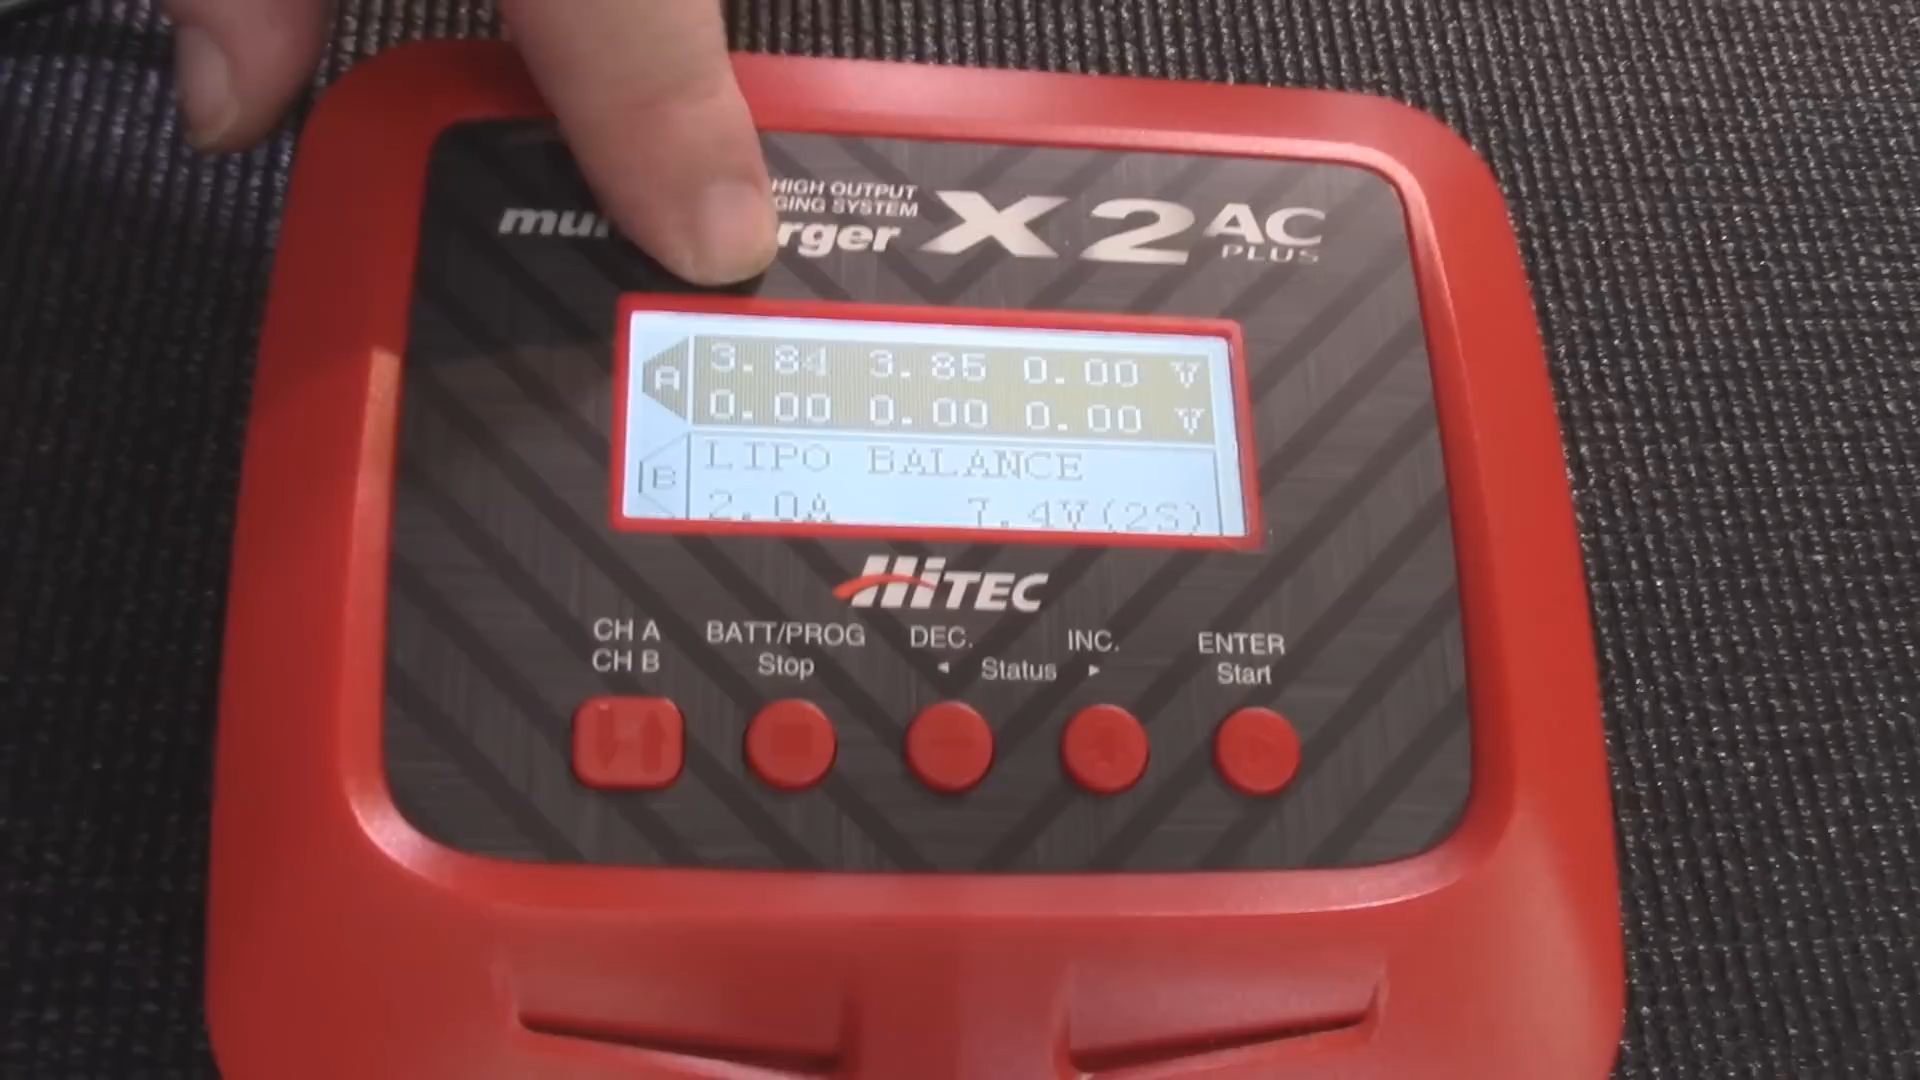 HIGH OUTPUT
GING SYSTEM
rger X2 AC
PLUS
A
3.84 3.85 0.00 V
0.00 0.00 0.00 V
B
LIPO BALANCE
2.0A 7.4V(2S)
HiTEC
CH A BATT/PROG DEC. INC. ENTER
CH B Stop ◂ Status ▸ Start